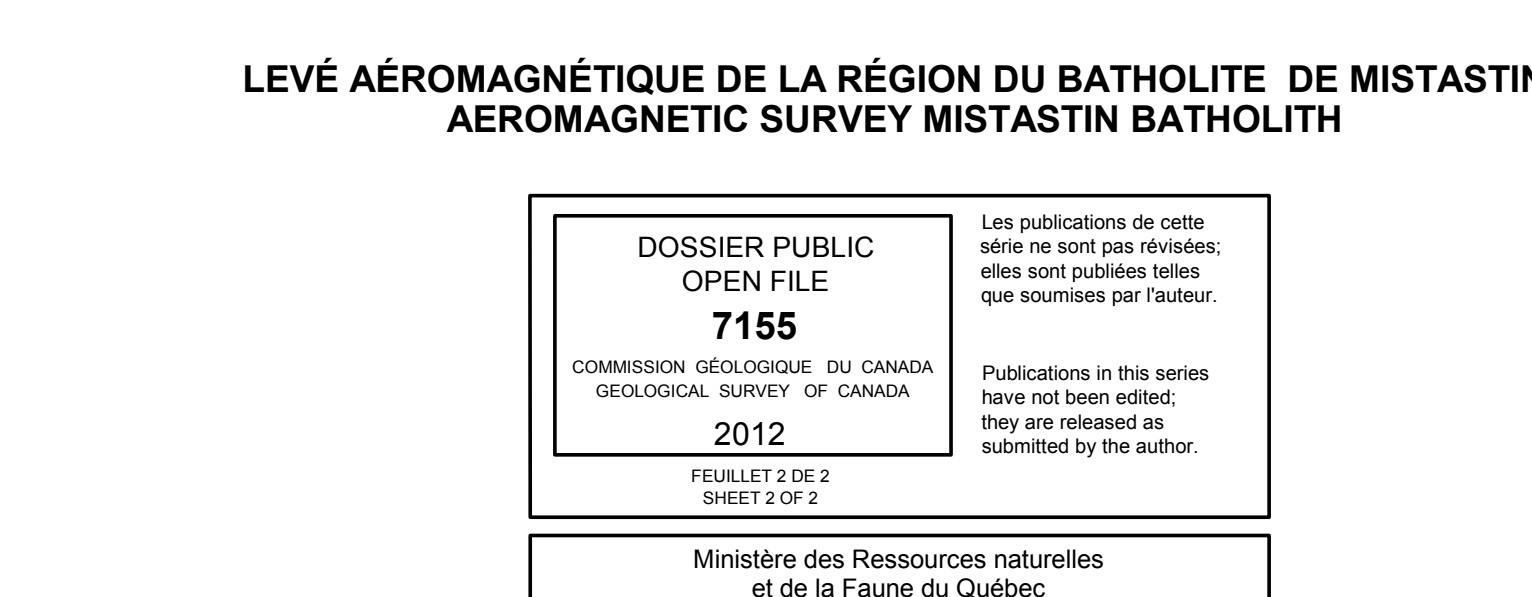 LEVÉ AÉROMAGNÉTIQUE DE LA RÉGION DU BATHOLITE DE MISTASTIN
AEROMAGNETIC SURVEY MISTASTIN BATHOLITH
DOSSIER PUBLIC
OPEN FILE
7155
COMMISSION GÉOLOGIQUE DU CANADA
GEOLOGICAL SURVEY OF CANADA
2012
FEUILLET 2 DE 2
SHEET 2 OF 2
Les publications de cette
série ne sont pas révisées;
elles sont publiées telles
que soumises par l'auteur.
Publications in this series
have not been edited;
they are released as
submitted by the author.
Ministère des Ressources naturelles
et de la Faune du Québec